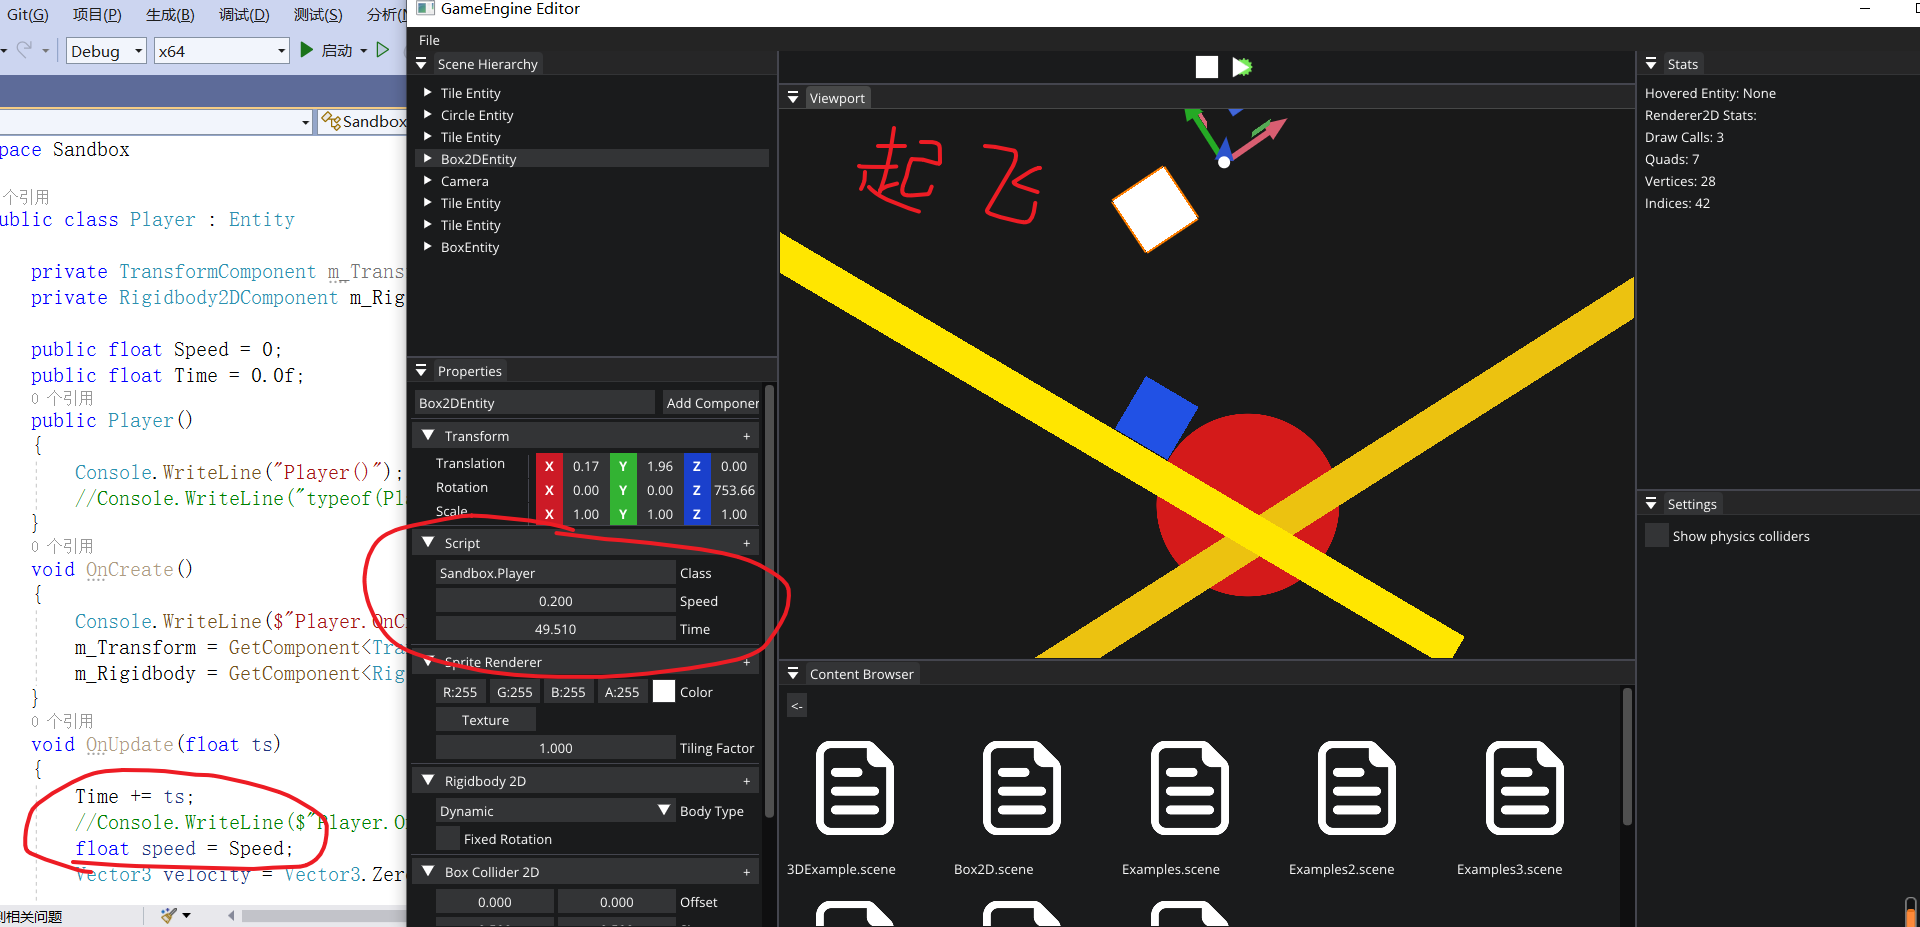 Git(G) 项目(P) 生成(B) 调试(D) 测试(S) 分析(
Debug x64 启动
Sandbox
pace Sandbox
个引用
ublic class Player : Entity
private TransformComponent m_Trans
private Rigidbody2DComponent m_Rig
public float Speed = 0;
public float Time = 0.0f;
0 个引用
public Player()
{
Console.WriteLine("Player()");
//Console.WriteLine("typeof(Pl
}
0 个引用
void OnCreate()
{
Console.WriteLine($"Player.OnC
m_Transform = GetComponent<Tra
m_Rigidbody = GetComponent<Rig
}
0 个引用
void OnUpdate(float ts)
{
Time += ts;
//Console.WriteLine($"Player.On
float speed = Speed;
Vector3 velocity = Vector3.Zer
相关问题
GameEngine Editor
File
Scene Hierarchy
Tile Entity
Circle Entity
Tile Entity
Box2DEntity
Camera
Tile Entity
Tile Entity
BoxEntity
Properties
Box2DEntity Add Componer
Transform +
Translation X 0.17 Y 1.96 Z 0.00
Rotation X 0.00 Y 0.00 Z 753.66
Scale X 1.00 Y 1.00 Z 1.00
Script +
Sandbox.Player Class
0.200 Speed
49.510 Time
Sprite Renderer +
R:255 G:255 B:255 A:255 Color
Texture
1.000 Tiling Factor
Rigidbody 2D +
Dynamic Body Type
Fixed Rotation
Box Collider 2D +
0.000 0.000 Offset
Viewport
起飞
Content Browser
<-
3DExample.scene Box2D.scene Examples.scene Examples2.scene Examples3.scene
Stats
Hovered Entity: None
Renderer2D Stats:
Draw Calls: 3
Quads: 7
Vertices: 28
Indices: 42
Settings
Show physics colliders